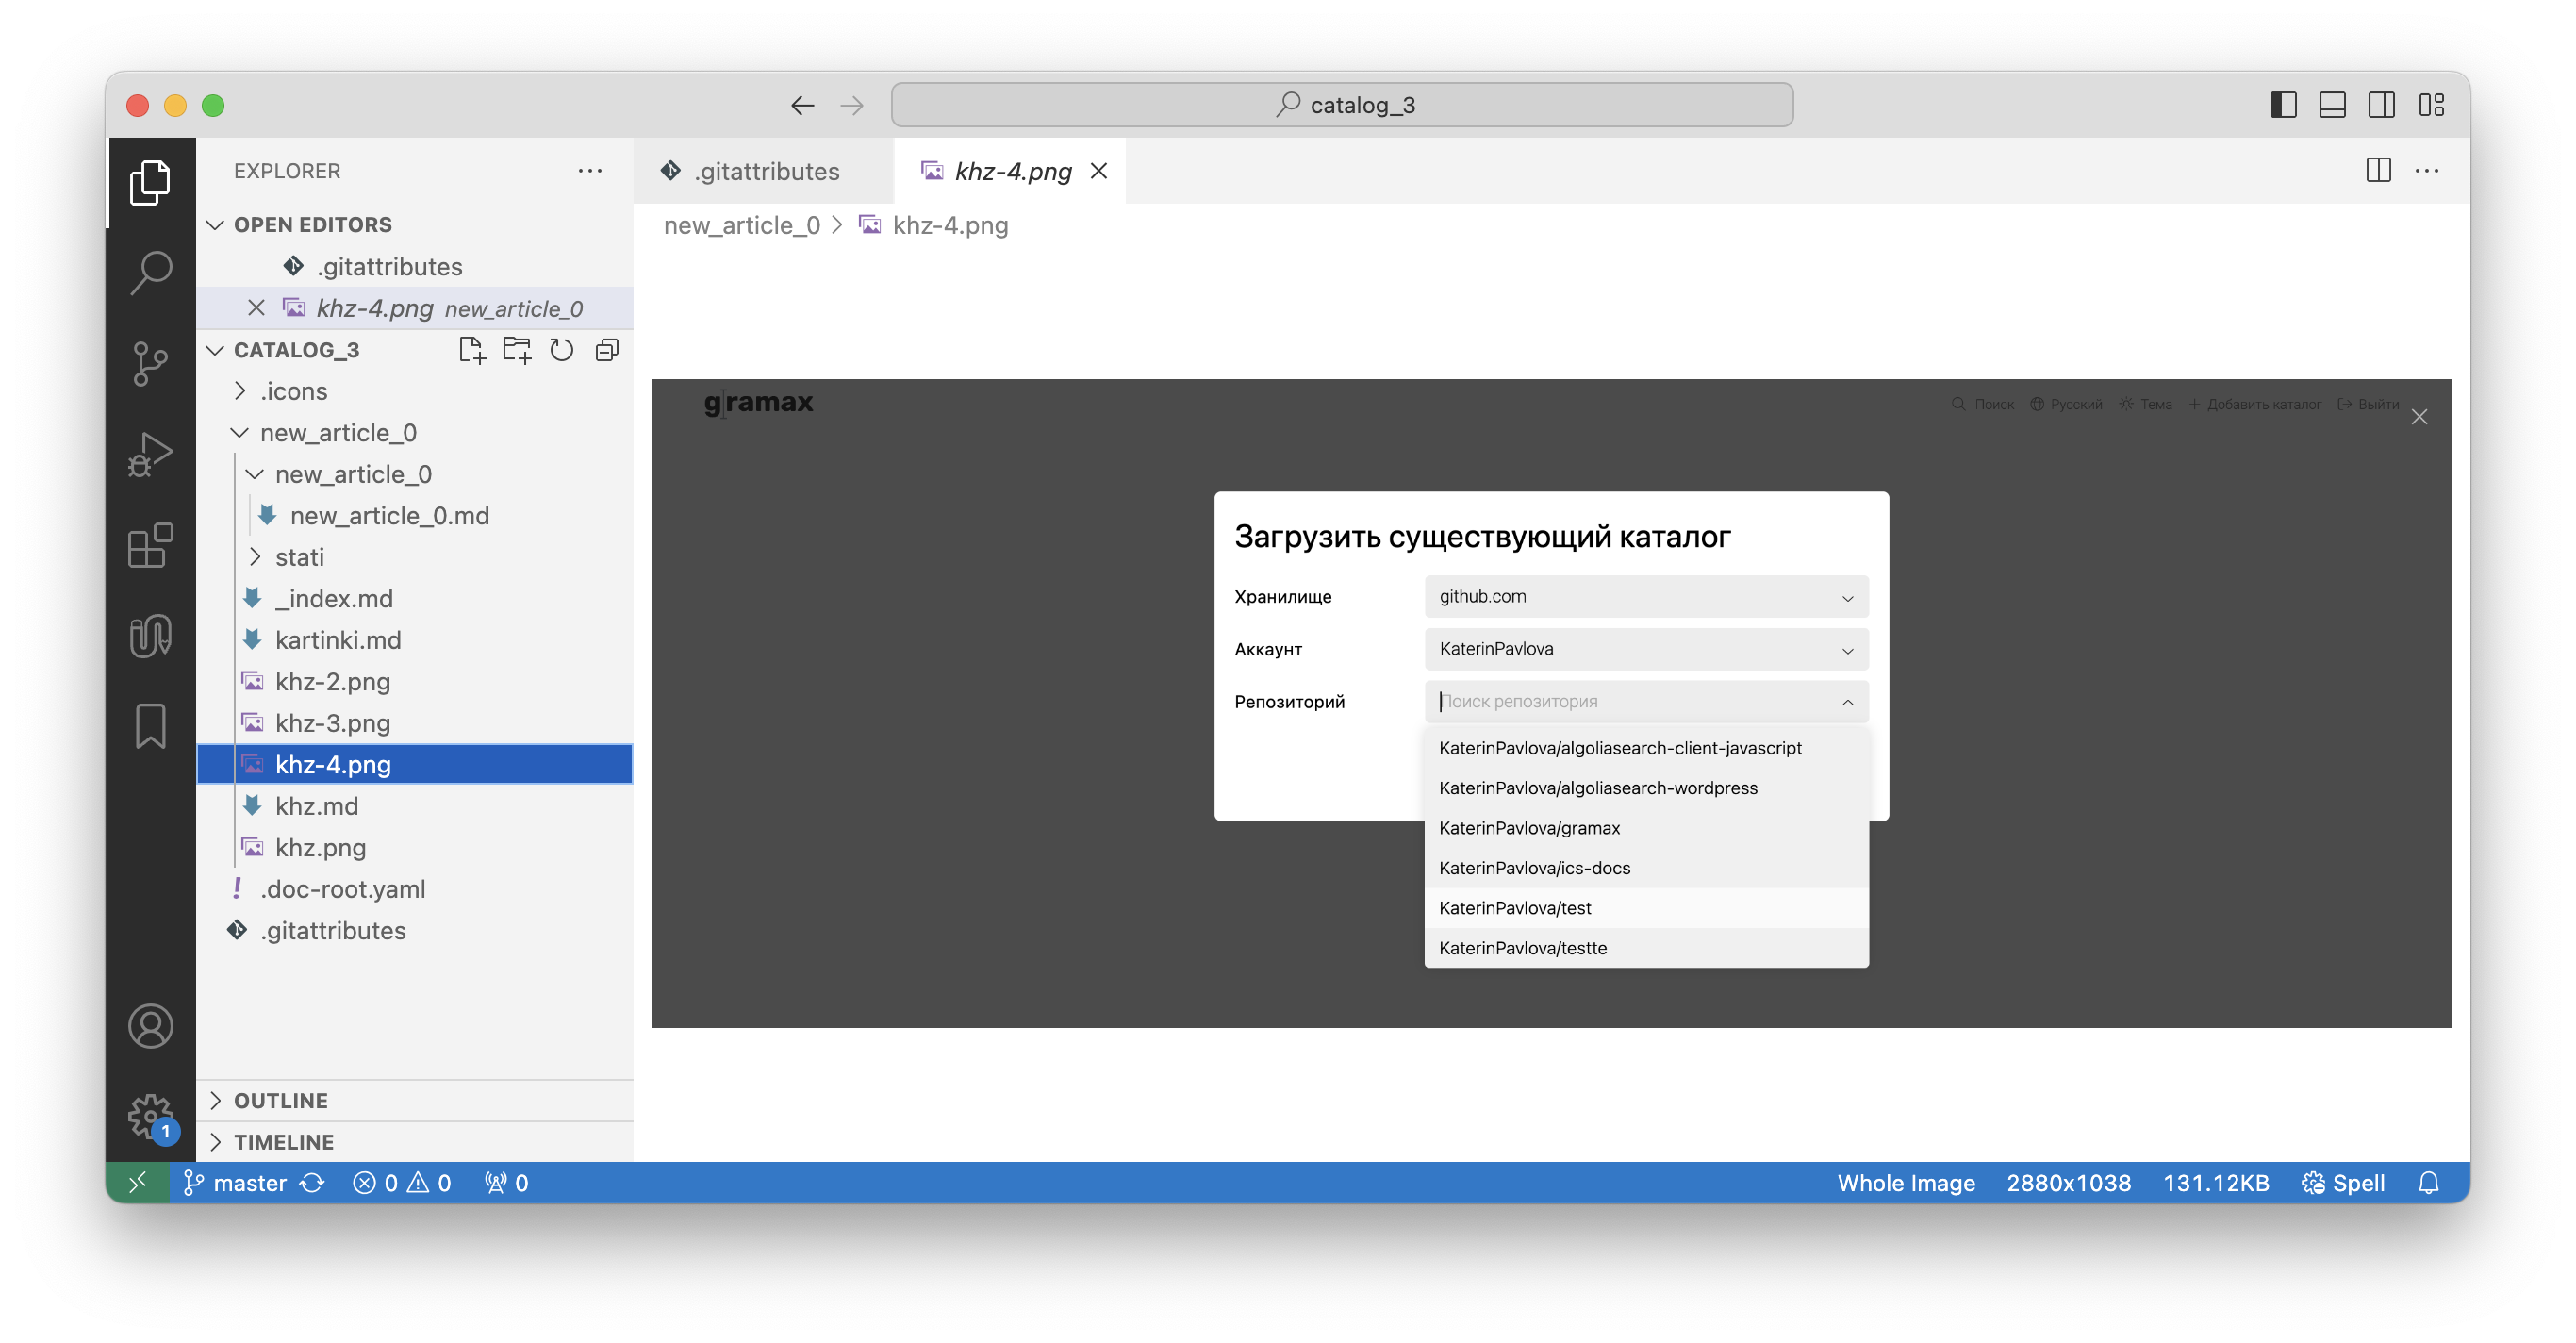 catalog_3
EXPLORER
OPEN EDITORS
.gitattributes
khz-4.png new_article_0
CATALOG_3
.icons
new_article_0
new_article_0
new_article_0.md
stati
_index.md
kartinki.md
khz-2.png
khz-3.png
khz-4.png
khz.md
khz.png
.doc-root.yaml
.gitattributes
OUTLINE
TIMELINE
.gitattributes
khz-4.png
new_article_0 > khz-4.png
gramax
Поиск
Русский
Тема
Добавить каталог
Выйти
Загрузить существующий каталог
Хранилище
github.com
Аккаунт
KaterinPavlova
Репозиторий
Поиск репозитория
KaterinPavlova/algoliasearch-client-javascript
KaterinPavlova/algoliasearch-wordpress
KaterinPavlova/gramax
KaterinPavlova/ics-docs
KaterinPavlova/test
KaterinPavlova/testte
1
master
0
0
0
Whole Image
2880x1038
131.12KB
Spell